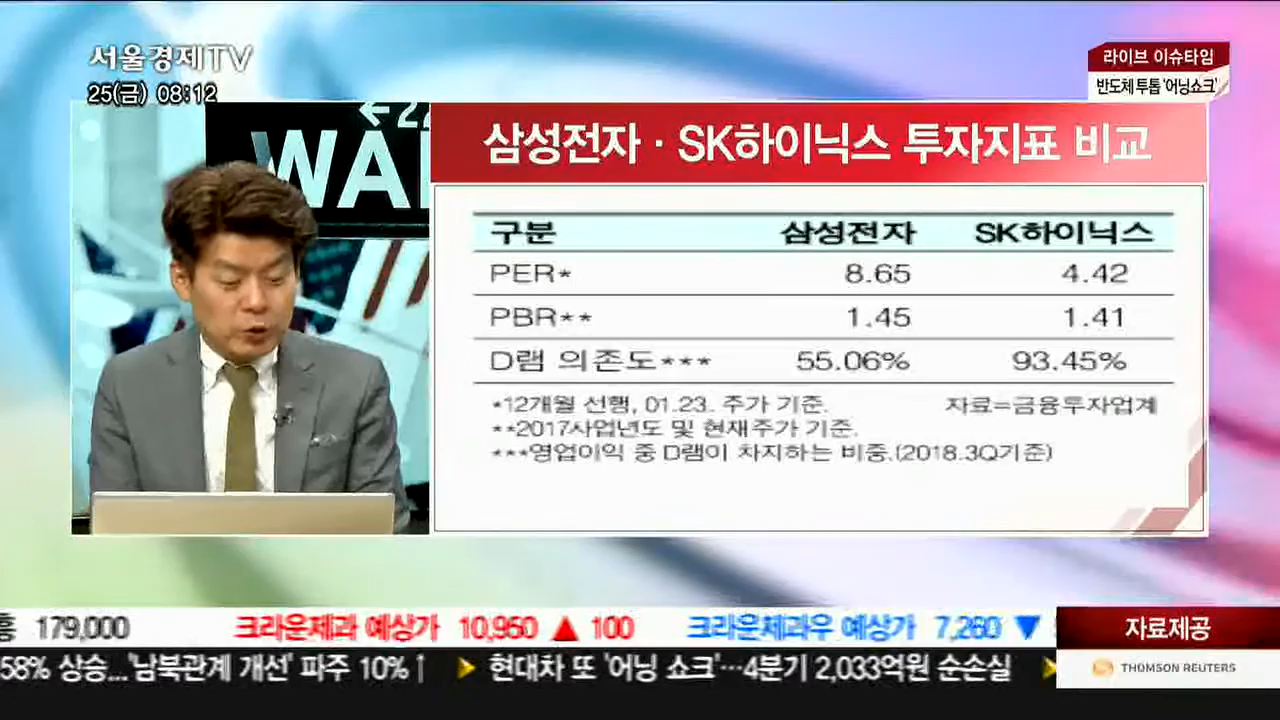 서울경제TV
25(금) 08:12
라이브 이슈타임
반도체 투톱 '어닝쇼크'
WA
삼성전자 · SK하이닉스 투자지표 비교
구분 삼성전자 SK하이닉스
PER* 8.65 4.42
PBR** 1.45 1.41
D램 의존도*** 55.06% 93.45%
*12개월 선행, 01.23. 주가 기준. 자료=금융투자업계
**2017사업년도 및 현재주가 기준.
***영업이익 중 D램이 차지하는 비중.(2018.3Q기준)
179,000 크라운제과 예상가 10,950 ▲ 100 크라운제과우 예상가 7,260 ▼
자료제공
58% 상승...'남북관계 개선' 파주 10%↑ 현대차 또 '어닝 쇼크'…4분기 2,033억원 순손실
THOMSON REUTERS